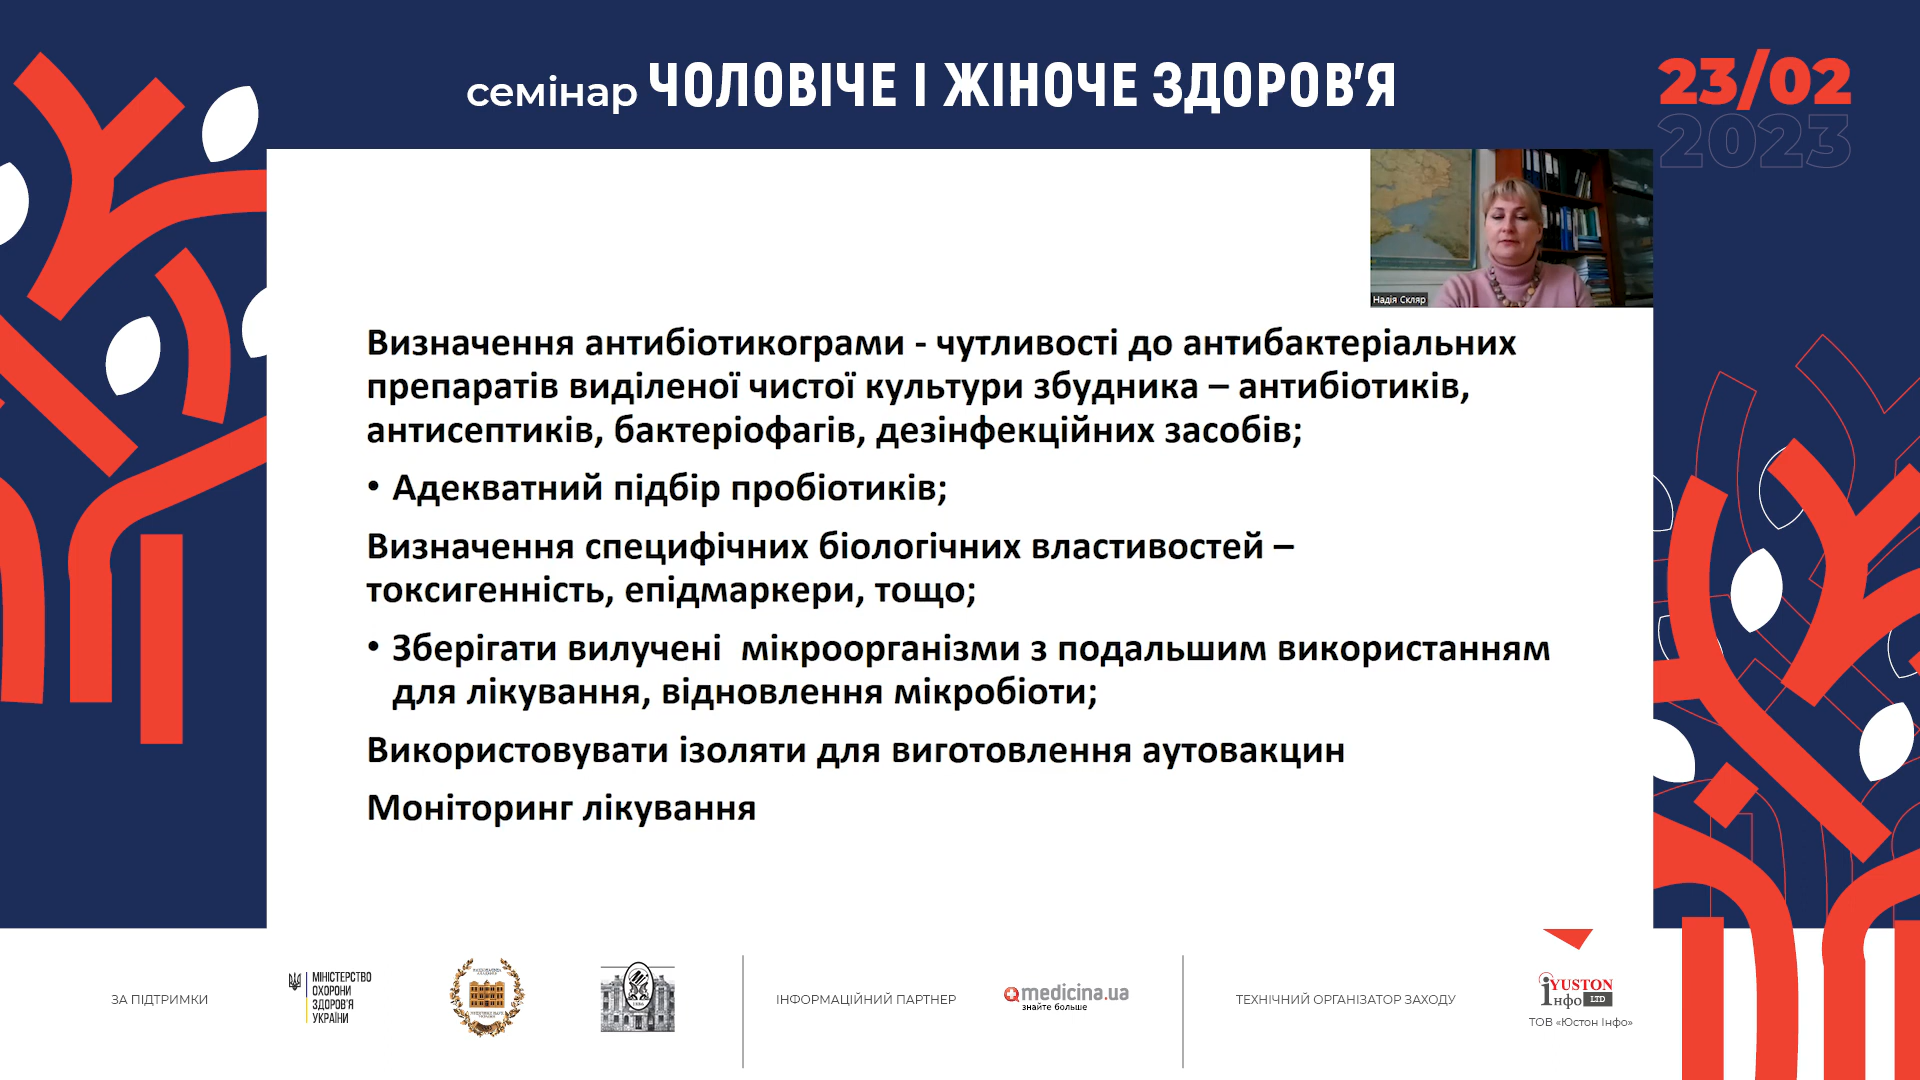 семінар ЧОЛОВІЧЕ І ЖІНОЧЕ ЗДОРОВ'Я
23/02
2023
Надія Скляр
Визначення антибіотикограми - чутливості до антибактеріальних
препаратів виділеної чистої культури збудника – антибіотиків,
антисептиків, бактеріофагів, дезінфекційних засобів;
• Адекватний підбір пробіотиків;
Визначення специфічних біологічних властивостей –
токсигенність, епідмаркери, тощо;
• Зберігати вилучені мікроорганізми з подальшим використанням
для лікування, відновлення мікробіоти;
Використовувати ізоляти для виготовлення аутовакцин
Моніторинг лікування
ЗА ПІДТРИМКИ
МІНІСТЕРСТВО
ОХОРОНИ
ЗДОРОВ'Я
УКРАЇНИ
ІНФОРМАЦІЙНИЙ ПАРТНЕР
medicina.ua
знайте больше
ТЕХНІЧНИЙ ОРГАНІЗАТОР ЗАХОДУ
iYUSTON
Інфо LTD
ТОВ «Юстон Інфо»